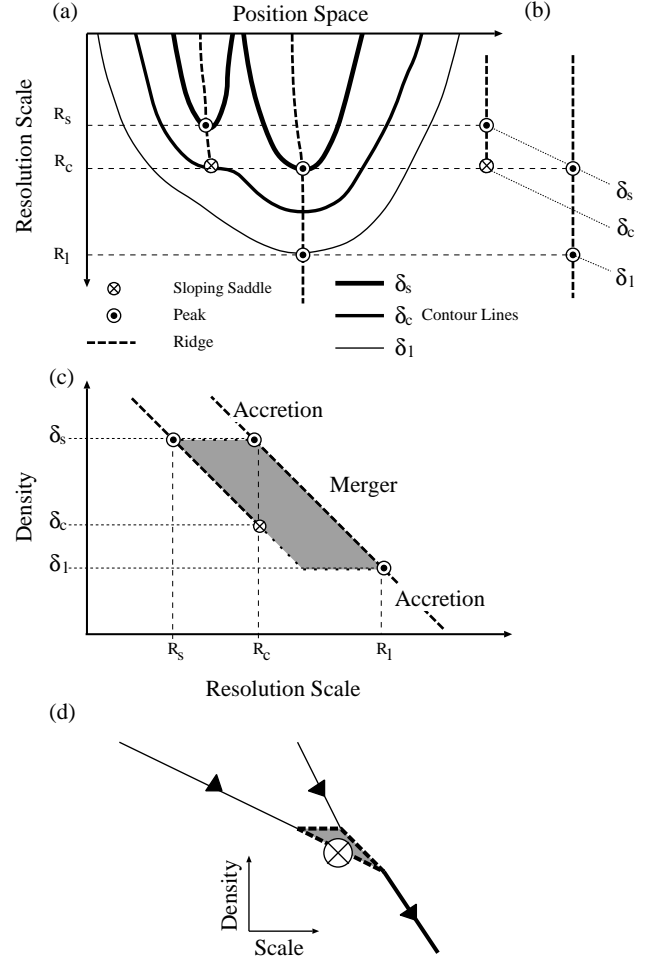 (a) Position Space (b)
Resolution Scale
R_s
R_c
R_l
δ_s
δ_c
δ_l
Sloping Saddle
Peak
Ridge
δ_s
δ_c Contour Lines
δ_l
(c)
Accretion
Merger
Accretion
Density
δ_s
δ_c
δ_l
R_s R_c R_l
Resolution Scale
(d)
Density
Scale